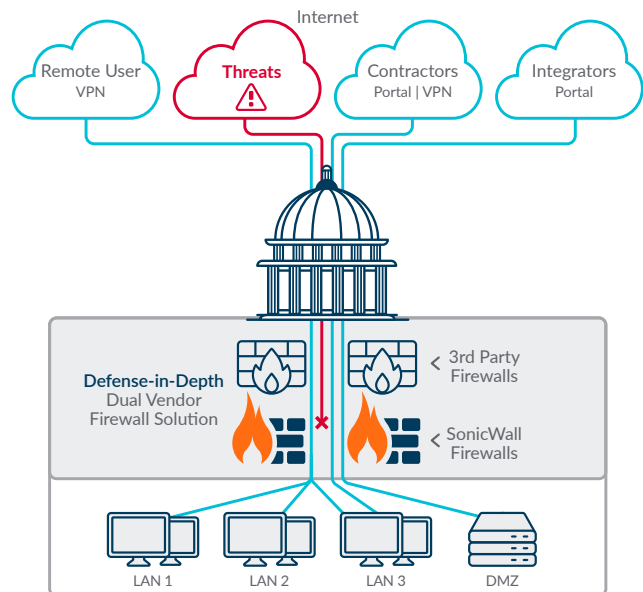 Internet
Remote User
VPN
Threats
Contractors
Portal | VPN
Integrators
Portal
Defense-in-Depth
Dual Vendor
Firewall Solution
< 3rd Party
Firewalls
< SonicWall
Firewalls
LAN 1
LAN 2
LAN 3
DMZ